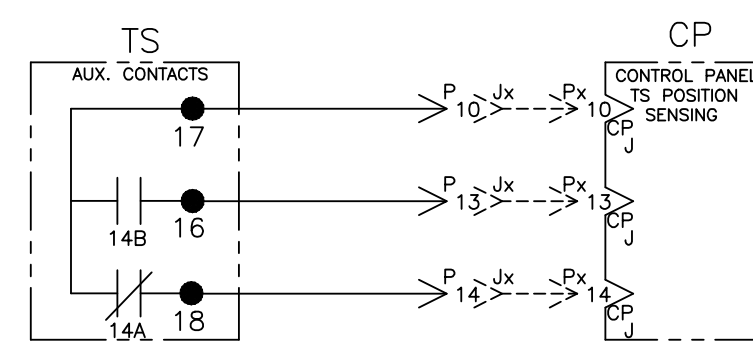 TS
CP
AUX. CONTACTS
CONTROL PANEL
TS POSITION
SENSING
17
P
10
Jx
Px
10
CP
J
14B
16
P
13
Jx
Px
13
CP
J
14A
18
P
14
Jx
Px
14
CP
J